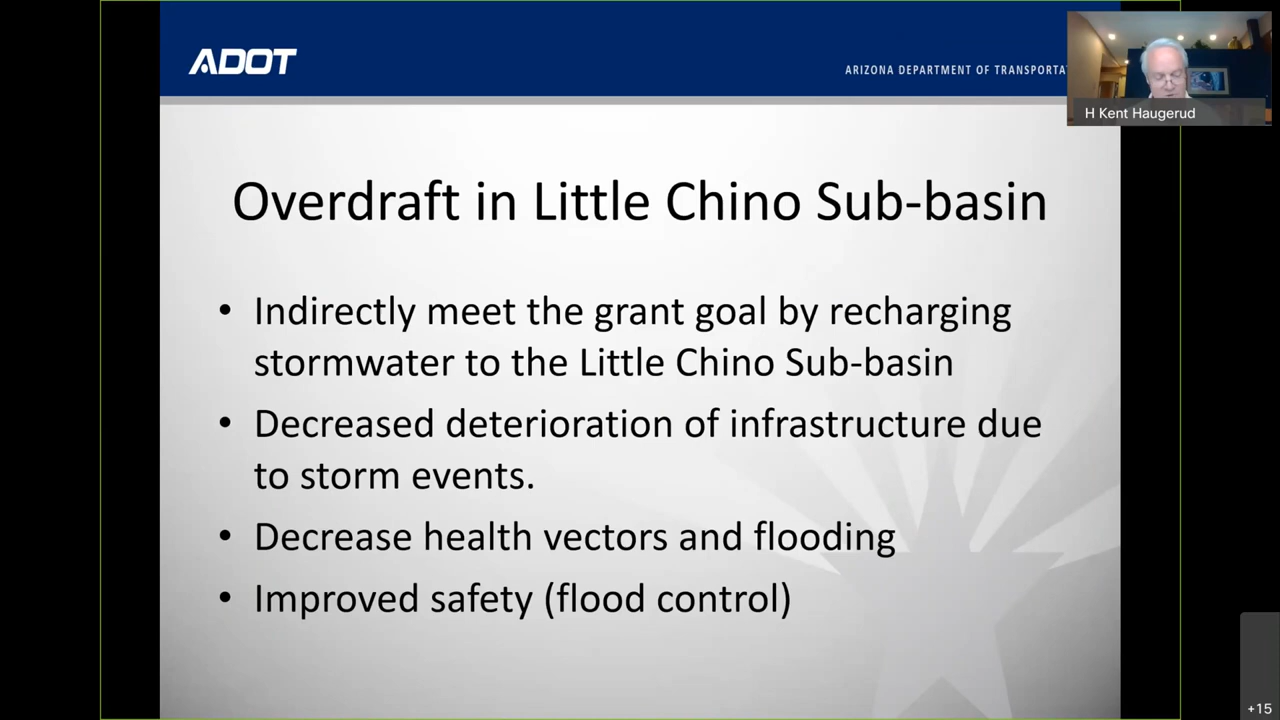 ADOT
ARIZONA DEPARTMENT OF TRANSPORTA
H Kent Haugerud
Overdraft in Little Chino Sub-basin
• Indirectly meet the grant goal by recharging
stormwater to the Little Chino Sub-basin
• Decreased deterioration of infrastructure due
to storm events.
• Decrease health vectors and flooding
• Improved safety (flood control)
+15